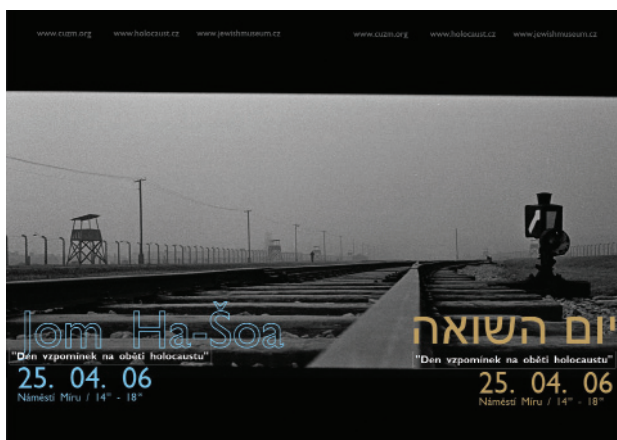 www.cuzm.org www.holocaust.cz www.jewishmuseum.cz
www.cuzm.org www.holocaust.cz www.jewishmuseum.cz
Jom Ha-Šoa
"Den vzpomínek na oběti holocaustu"
25. 04. 06
Náměstí Míru / 14°° - 18°°
יום השואה
"Den vzpomínek na oběti holocaustu"
25. 04. 06
Náměstí Míru / 14°° - 18°°